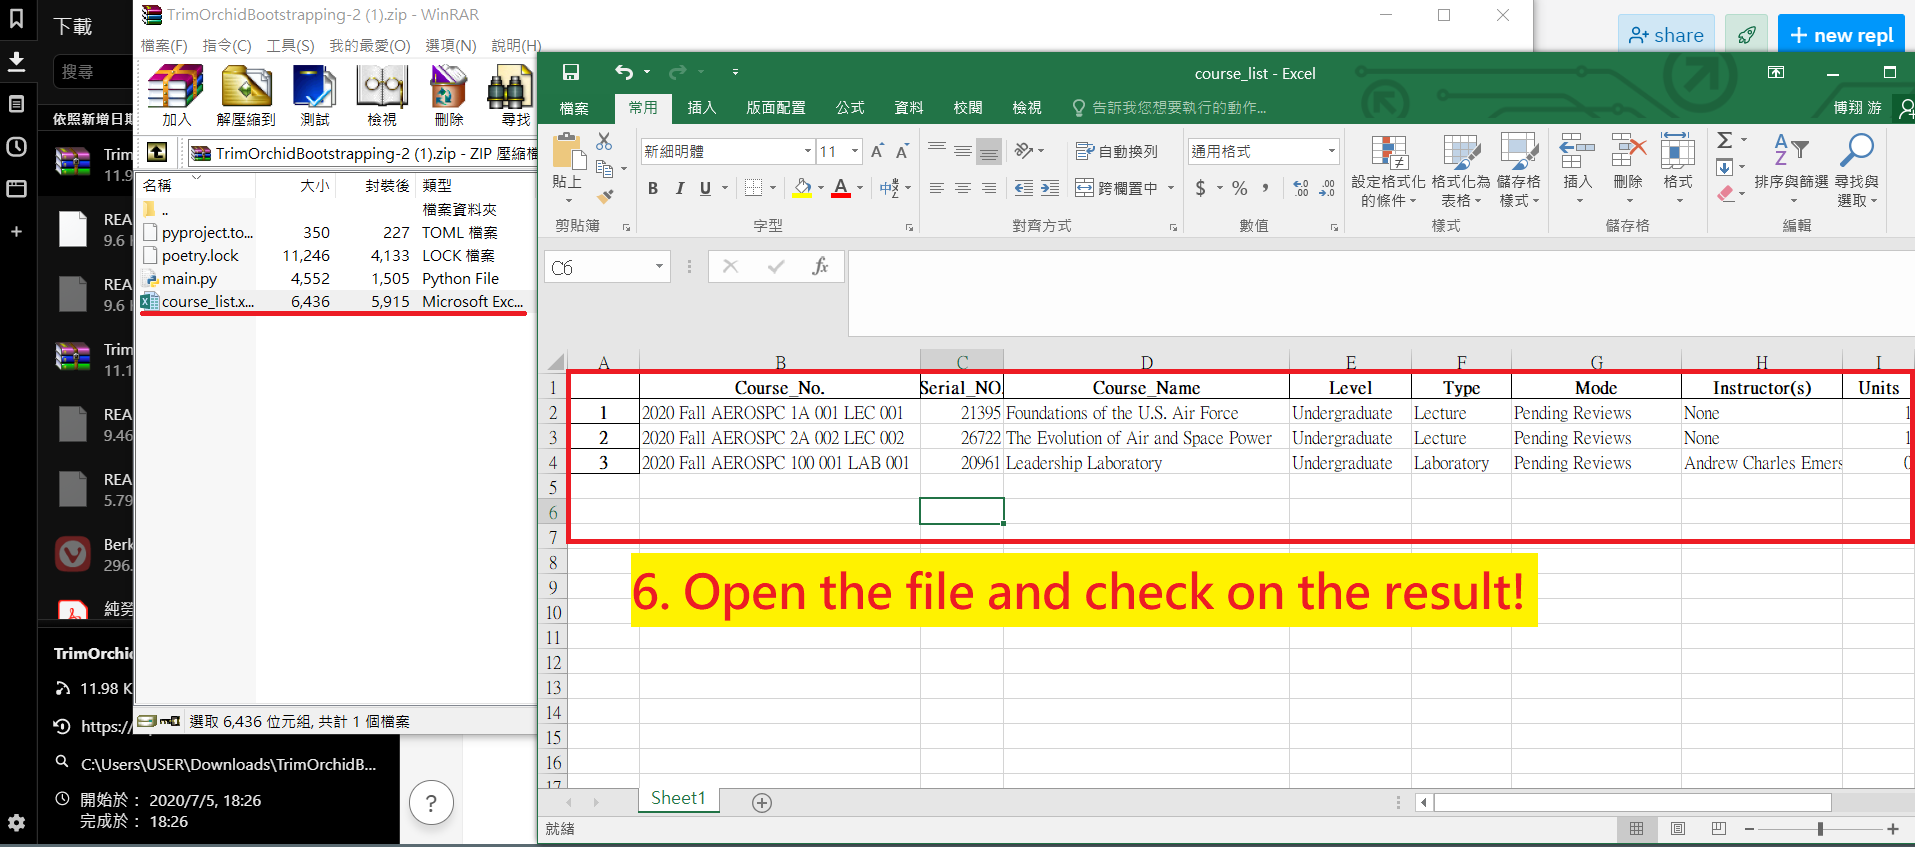 下載
搜尋
依照新增日期
Trim
11.9
REA
9.6 K
REA
9.6 K
Trim
11.1
REA
9.46
REA
5.79
Berk
296.
純勞
TrimOrchid
11.98 K
https://
C:\Users\USER\Downloads\TrimOrchidB...
開始於： 2020/7/5, 18:26
完成於： 18:26
TrimOrchidBootstrapping-2 (1).zip - WinRAR
檔案(F) 指令(C) 工具(S) 我的最愛(O) 選項(N) 說明(H)
加入 解壓縮到 測試 檢視 刪除 尋找
TrimOrchidBootstrapping-2 (1).zip - ZIP 壓縮檔
名稱 大小 封裝後 類型
.. 檔案資料夾
pyproject.to... 350 227 TOML 檔案
poetry.lock 11,246 4,133 LOCK 檔案
main.py 4,552 1,505 Python File
course_list.x... 6,436 5,915 Microsoft Exc...
選取 6,436 位元組, 共計 1 個檔案
?
share
+ new repl
course_list - Excel
檔案 常用 插入 版面配置 公式 資料 校閱 檢視 告訴我您想要執行的動作... 博翔 游
貼上
新細明體 11
B I U A
自動換列
跨欄置中
通用格式
$ % ,
設定格式化的條件
格式化為表格
儲存格樣式
插入 刪除 格式
排序與篩選
尋找與選取
剪貼簿 字型 對齊方式 數值 樣式 儲存格 編輯
C6 fx
A B C D E F G H I
1 Course_No. Serial_NO. Course_Name Level Type Mode Instructor(s) Units
2 1 2020 Fall AEROSPC 1A 001 LEC 001 21395 Foundations of the U.S. Air Force Undergraduate Lecture Pending Reviews None 1
3 2 2020 Fall AEROSPC 2A 002 LEC 002 26722 The Evolution of Air and Space Power Undergraduate Lecture Pending Reviews None 1
4 3 2020 Fall AEROSPC 100 001 LAB 001 20961 Leadership Laboratory Undergraduate Laboratory Pending Reviews Andrew Charles Emers 0
5
6
7
8
9
10
11
12
13
14
15
16
17
6. Open the file and check on the result!
Sheet1
就緒